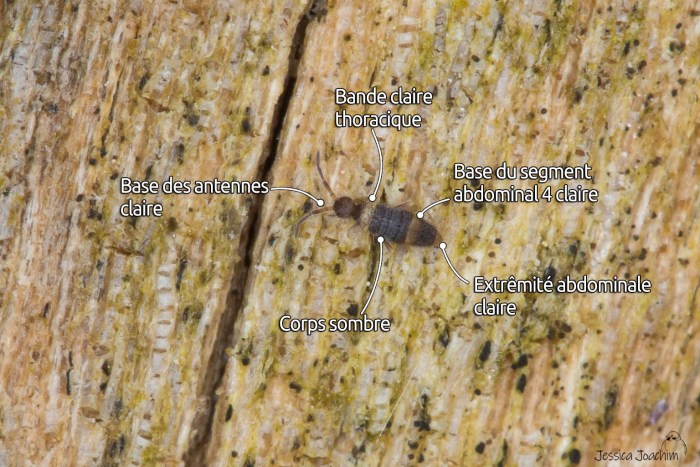 Bande claire
thoracique
Base des antennes
claire
Base du segment
abdominal 4 claire
Extrêmité abdominale
claire
Corps sombre
Jessica Joachim